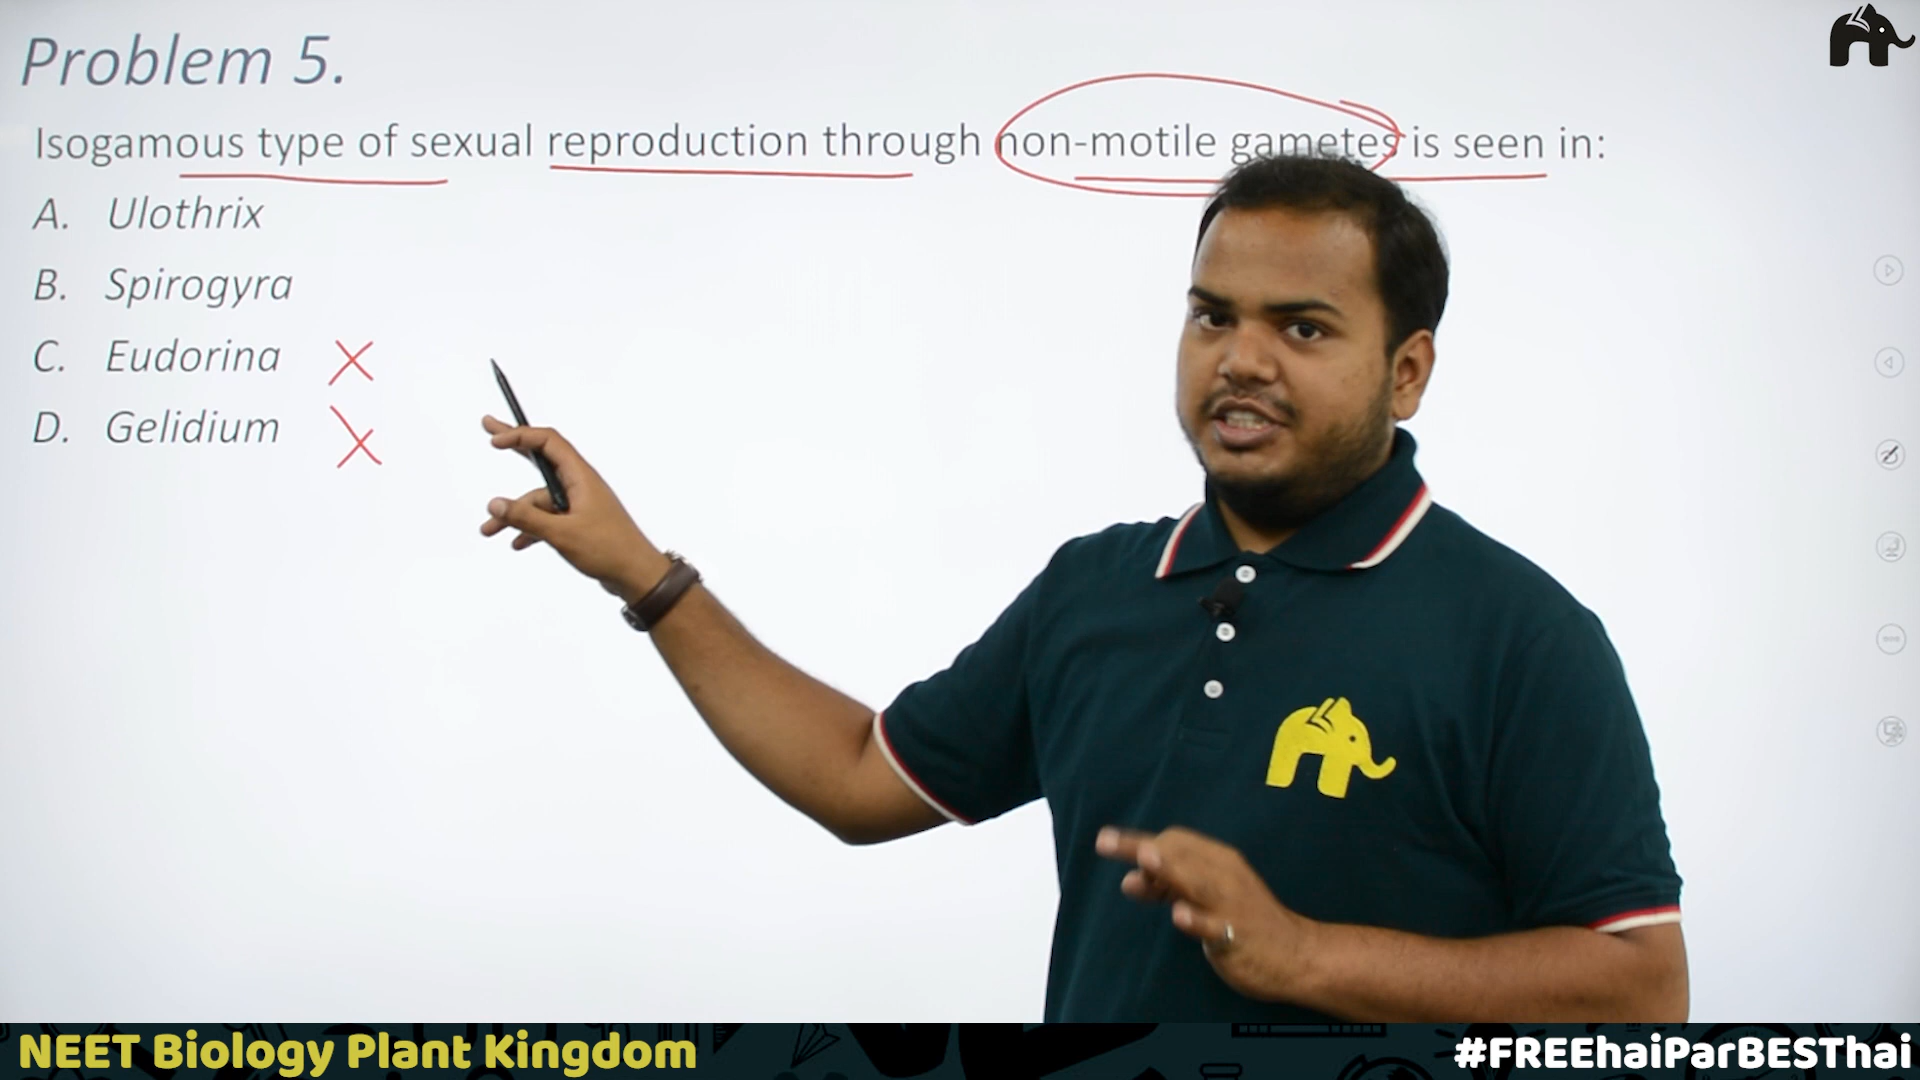 Problem 5.
Isogamous type of sexual reproduction through non-motile gametes is seen in:
A. Ulothrix
B. Spirogyra
C. Eudorina
D. Gelidium
NEET Biology Plant Kingdom
#FREEhaiParBESThai